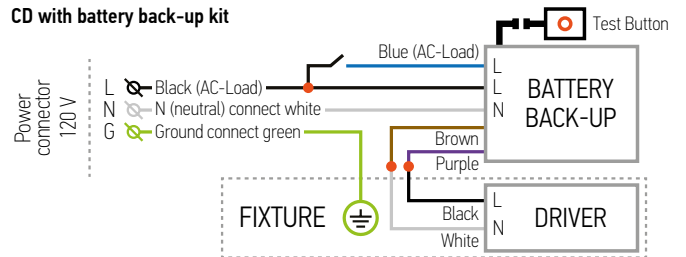 CD with battery back-up kit
Test Button
Blue (AC-Load)
L
L Black (AC-Load)
L
N N (neutral) connect white
N
G Ground connect green
Power
connector
120 V
BATTERY
BACK-UP
Brown
Purple
FIXTURE
L
Black
N
White
DRIVER